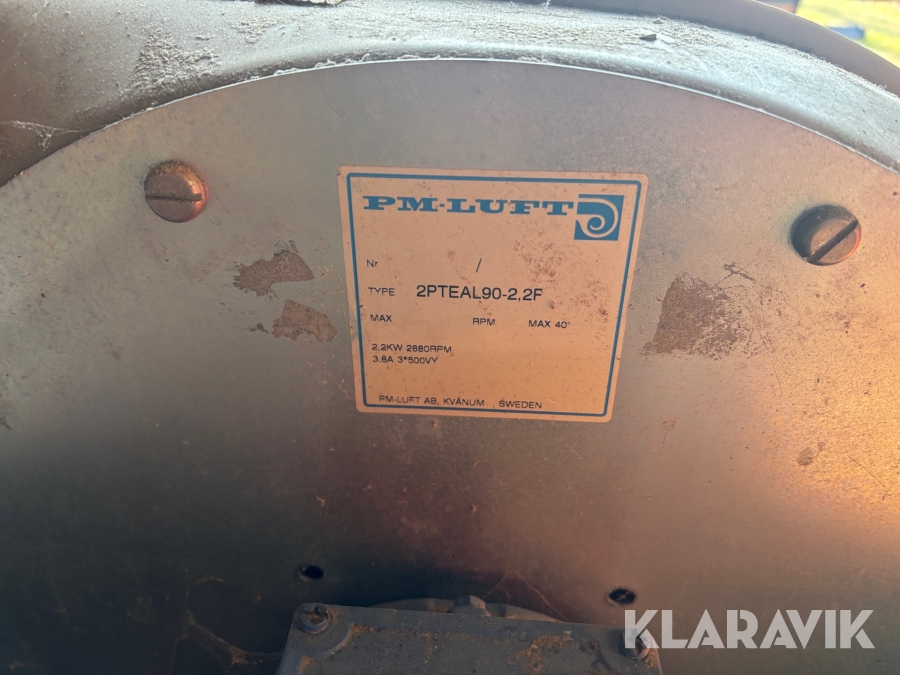 PM-LUFT
Nr /
TYPE 2PTEAL90-2,2F
MAX RPM MAX 40°
2.2KW 2880RPM
3,8A 3*500VY
PM-LUFT AB, KVÄNUM , SWEDEN
KLARAVIK